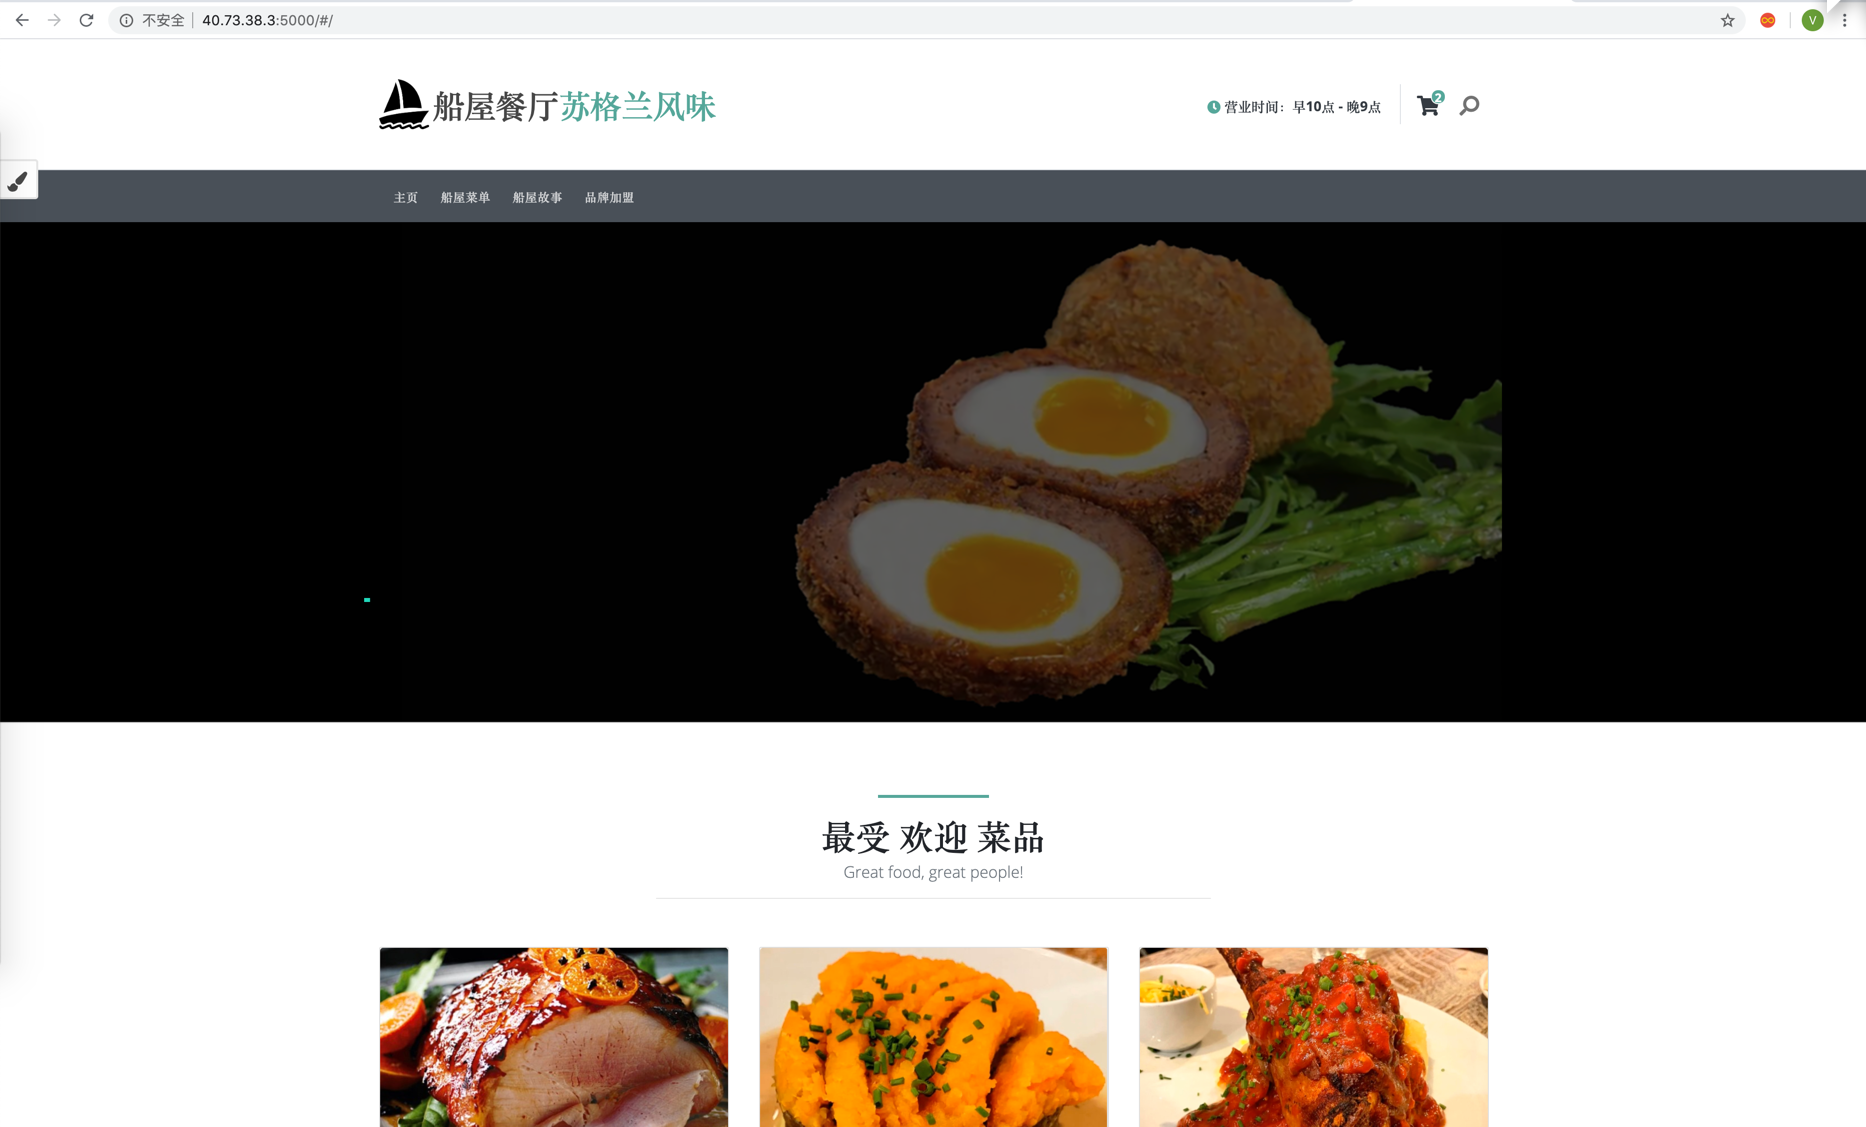 不安全
40.73.38.3:5000/#/
V
船屋餐厅苏格兰风味
营业时间：早10点 - 晚9点
2
主页 船屋菜单 船屋故事 品牌加盟
最受 欢迎 菜品
Great food, great people!